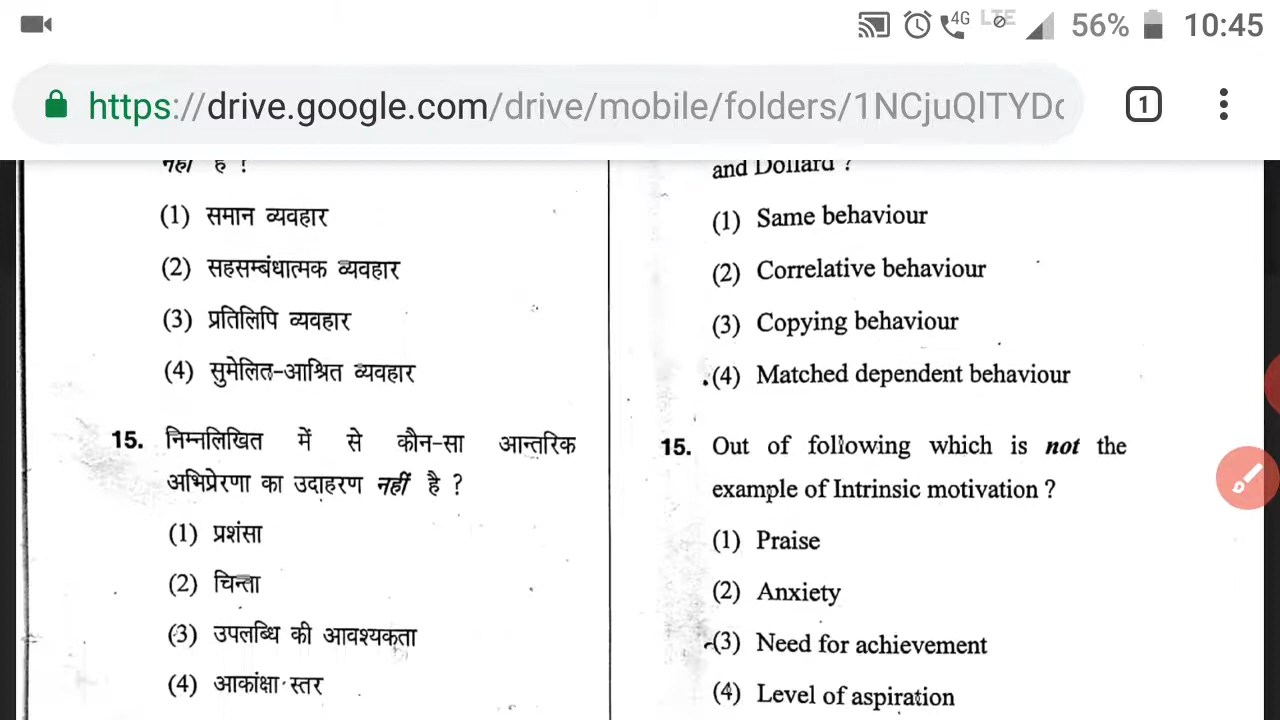 4G LTE 56% 10:45
https://drive.google.com/drive/mobile/folders/1NCjuQlTYD
1
नहीं है !
(1) समान व्यवहार
(2) सहसम्बंधात्मक व्यवहार
(3) प्रतिलिपि व्यवहार
(4) सुमेलित-आश्रित व्यवहार
15. निम्नलिखित में से कौन-सा आन्तरिक
अभिप्रेरणा का उदाहरण नहीं है ?
(1) प्रशंसा
(2) चिन्ता
(3) उपलब्धि की आवश्यकता
(4) आकांक्षा स्तर
and Dollard ?
(1) Same behaviour
(2) Correlative behaviour
(3) Copying behaviour
(4) Matched dependent behaviour
15. Out of following which is not the
example of Intrinsic motivation ?
(1) Praise
(2) Anxiety
(3) Need for achievement
(4) Level of aspiration